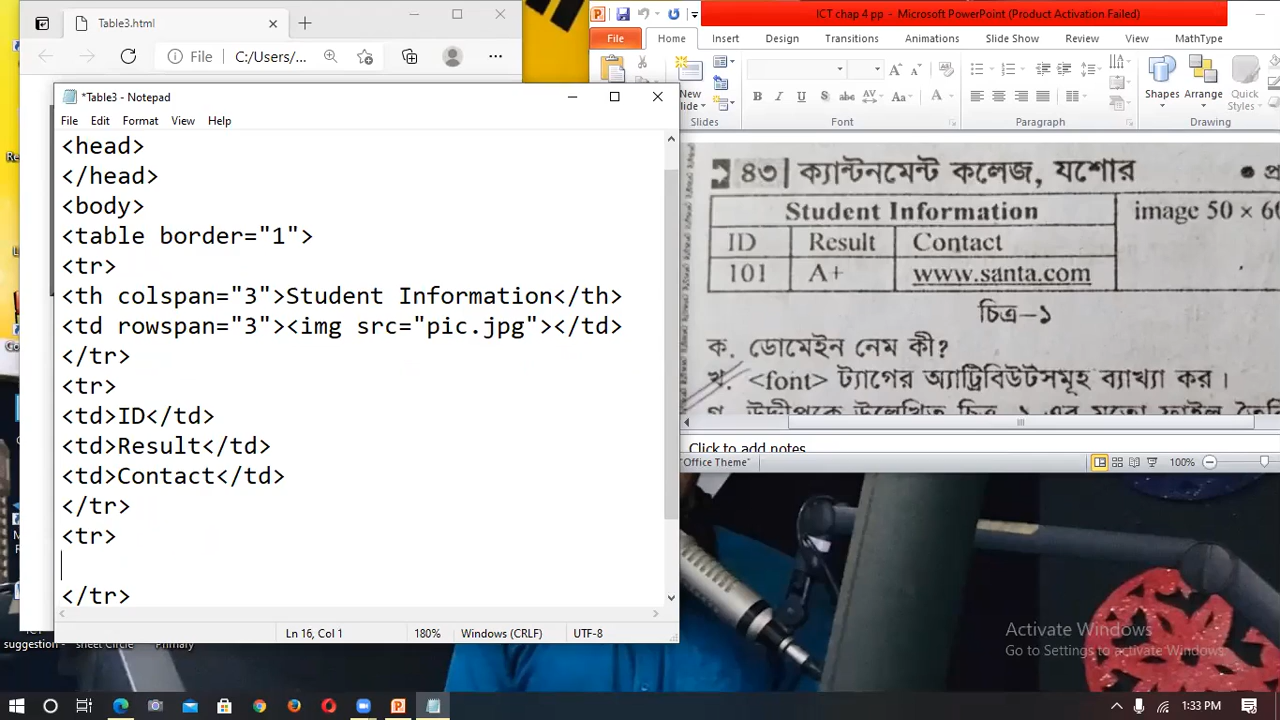 Table3.html
File
C:/Users/...
ICT chap 4 pp - Microsoft PowerPoint (Product Activation Failed)
File Home Insert Design Transitions Animations Slide Show Review View MathType
New
Slide
Shapes Arrange Quick
Styles
Slides Font Paragraph Drawing
*Table3 - Notepad
File Edit Format View Help
<head>
</head>
<body>
<table border="1">
<tr>
<th colspan="3">Student Information</th>
<td rowspan="3"><img src="pic.jpg"></td>
</tr>
<tr>
<td>ID</td>
<td>Result</td>
<td>Contact</td>
</tr>
<tr>
</tr>
Ln 16, Col 1 180% Windows (CRLF) UTF-8
৪৩| ক্যান্টনমেন্ট কলেজ, যশোর
Student Information image 50 × 60
ID Result Contact
101 A+ www.santa.com
চিত্র-১
ক. ডোমেইন নেম কী?
খ. <font> ট্যাগের অ্যাট্রিবিউটসমূহ ব্যাখ্যা কর।
Click to add notes
"Office Theme" 100%
suggestion sheet Circle Primary
Activate Windows
Go to Settings to activate Windows.
1:33 PM